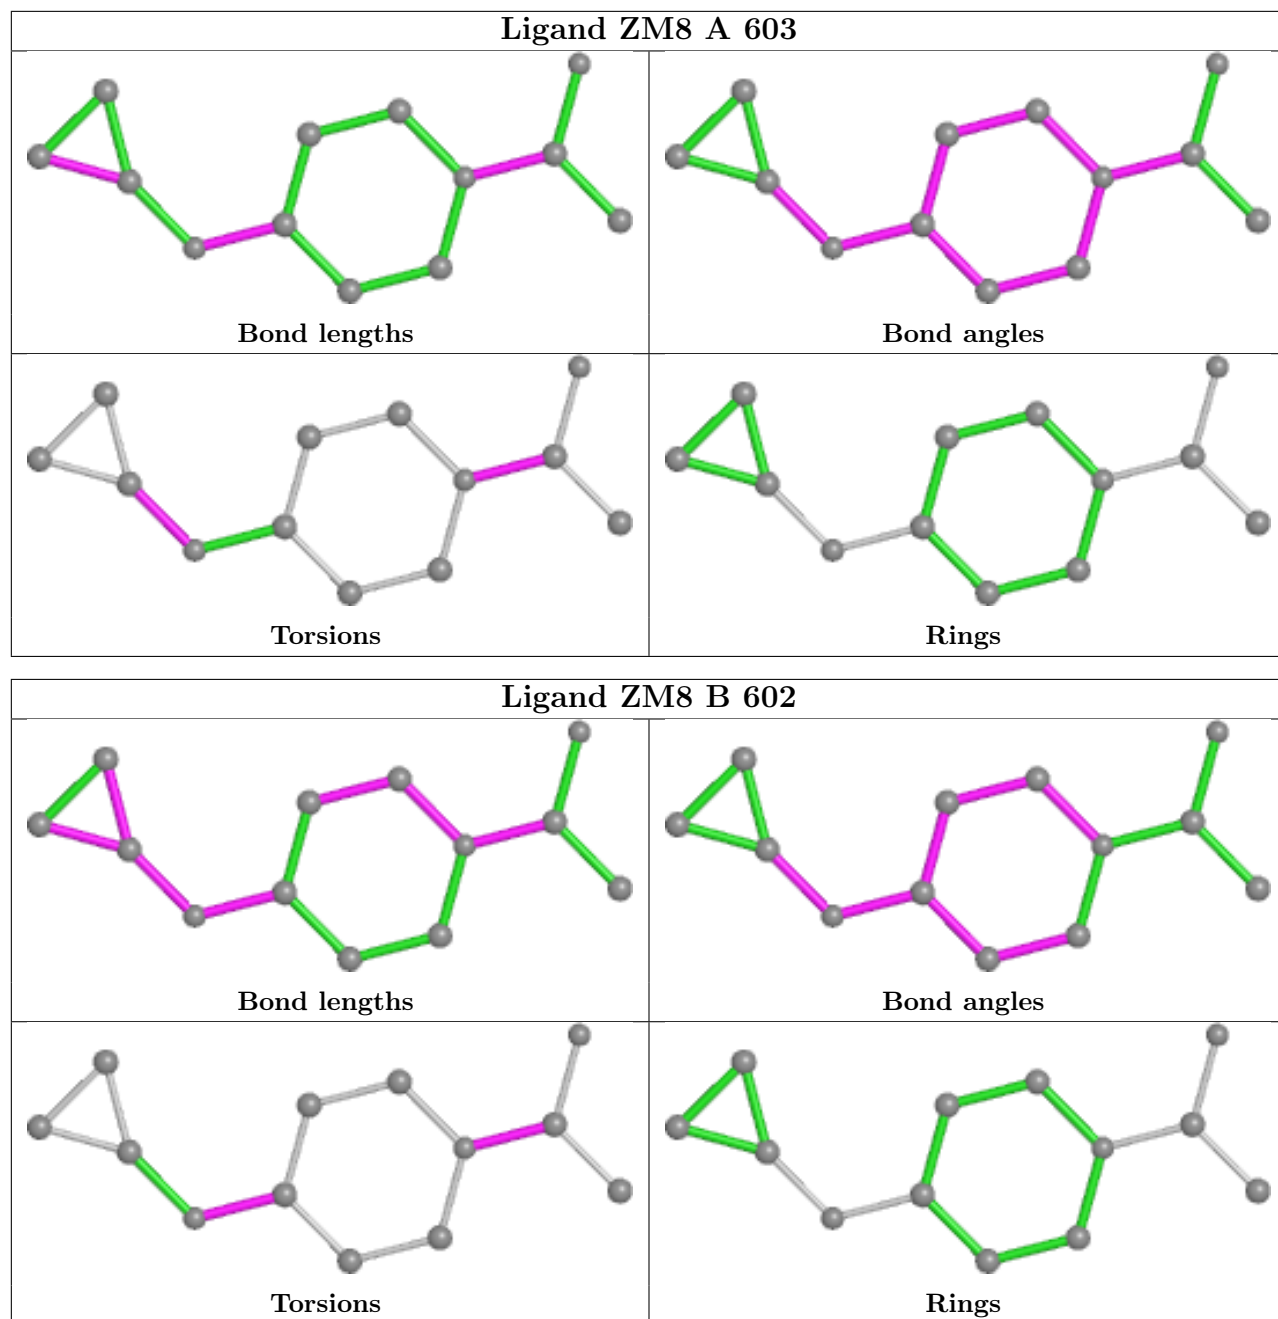 Ligand ZM8 A 603
Bond lengths
Bond angles
Torsions
Rings
Ligand ZM8 B 602
Bond lengths
Bond angles
Torsions
Rings